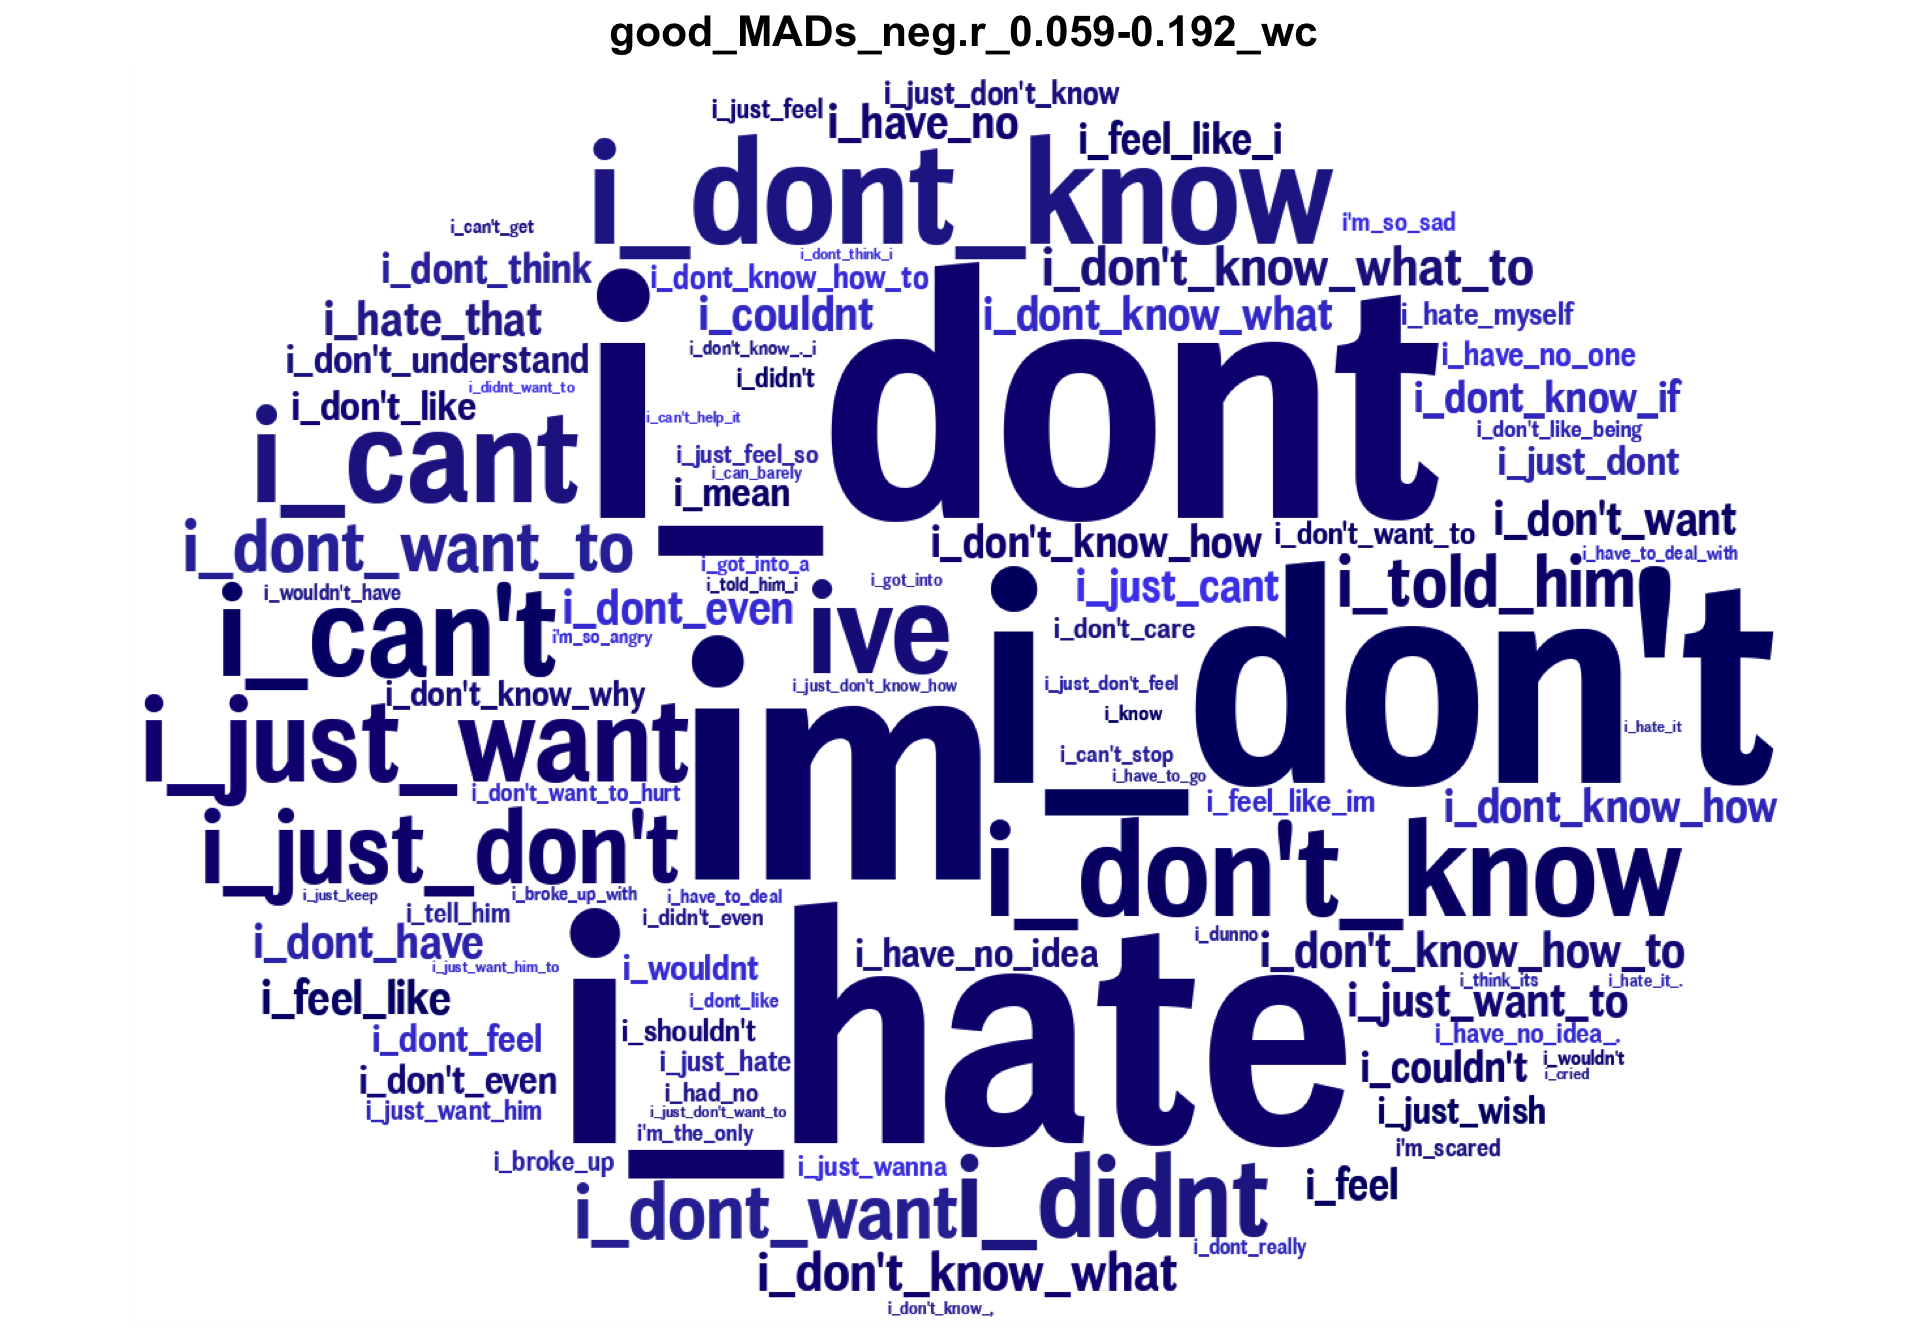 good_MADs_neg.r_0.059-0.192_wc
i_just_don't_know
i_just_feel
i_have_no
i_feel_like_i
i_dont_know
i'm_so_sad
i_can't_get
i_dont_think_i
i_dont_think
i_dont_know_how_to
i_don't_know_what_to
i_hate_that
i_couldnt
i_dont_know_what
i_hate_myself
i_dont
i_don't_know_._i
i_don't_understand
i_have_no_one
i_didn't
i_didnt_want_to
i_dont_know_if
i_don't_like
i_can't_help_it
i_don't_like_being
i_cant
i_just_feel_so
i_just_dont
i_can_barely
i_mean
i_don't_want
i_dont_want_to
i_don't_know_how
i_don't_want_to
i_have_to_deal_with
i_got_into_a
i_got_into
i_told_him_i
i_just_cant
i_told_him
i_wouldn't_have
i_dont_even
ive
i_can't
i'm_so_angry
i_don't_care
i_don't
i_just_don't_know_how
i_just_don't_feel
i_don't_know_why
i_know
i_hate_it
i_just_want
im
i_can't_stop
i_have_to_go
i_don't_want_to_hurt
i_feel_like_im
i_dont_know_how
i_just_don't
i_don't_know
i_just_keep
i_broke_up_with
i_have_to_deal
i_tell_him
i_didn't_even
i_dunno
i_dont_have
i_have_no_idea
i_don't_know_how_to
i_just_want_him_to
i_wouldnt
i_think_its
i_hate_it_.
i_feel_like
i_dont_like
i_just_want_to
i_hate
i_shouldn't
i_have_no_idea_.
i_dont_feel
i_just_hate
i_couldn't
i_wouldn't
i_cried
i_don't_even
i_had_no
i_just_want_him
i_just_don't_want_to
i_just_wish
i'm_the_only
i'm_scared
i_broke_up
i_just_wanna
i_feel
i_dont_want
i_didnt
i_dont_really
i_don't_know_what
i_don't_know_,